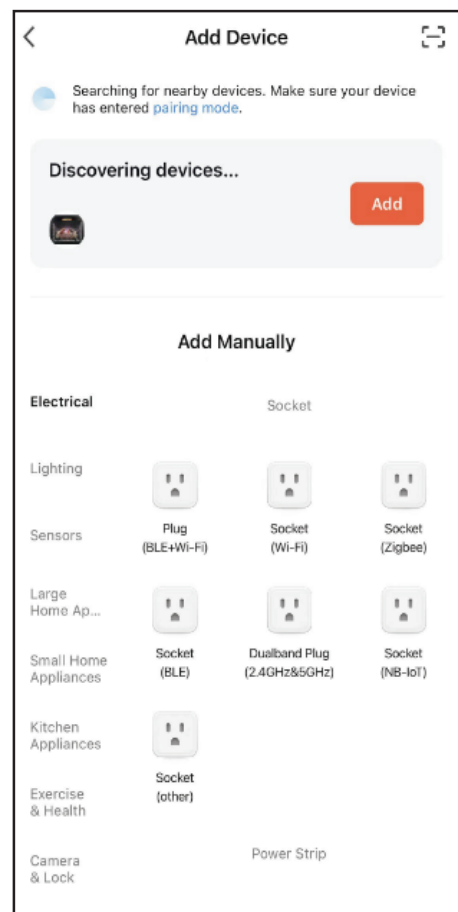 Add Device
Searching for nearby devices. Make sure your device
has entered pairing mode.
Discovering devices...
Add
Add Manually
Electrical
Socket
Lighting
Plug
(BLE+Wi-Fi)
Socket
(Wi-Fi)
Socket
(Zigbee)
Sensors
Large
Home Ap...
Socket
(BLE)
Dualband Plug
(2.4GHz&5GHz)
Socket
(NB-IoT)
Small Home
Appliances
Kitchen
Appliances
Socket
(other)
Exercise
& Health
Power Strip
Camera
& Lock